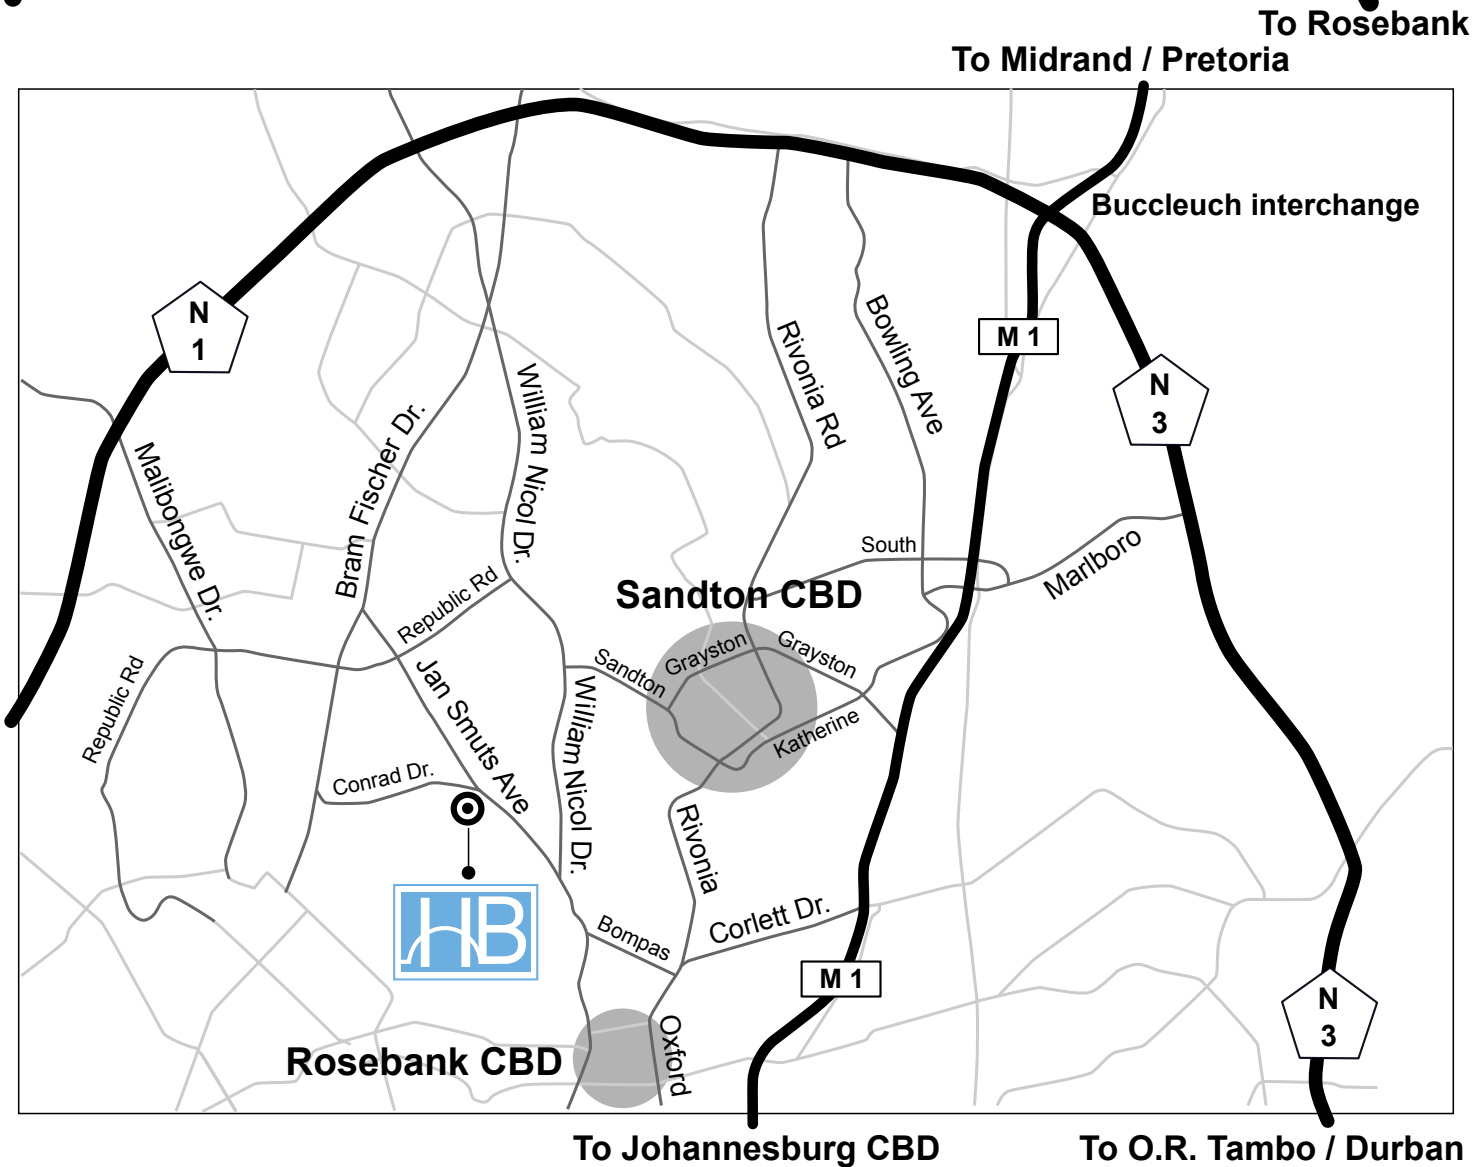 To Rosebank
To Midrand / Pretoria
Buccleuch interchange
N
1
M 1
N
3
Rivonia Rd
Bowling Ave
William Nicol Dr.
Bram Fischer Dr.
Malibongwe Dr.
South
Marlboro
Republic Rd
Sandton CBD
Grayston
Grayston
Sandton
Republic Rd
Jan Smuts Ave
William Nicol Dr.
Katherine
Conrad Dr.
Rivonia
HB
Bompas
Corlett Dr.
M 1
N
3
Oxford
Rosebank CBD
To Johannesburg CBD
To O.R. Tambo / Durban